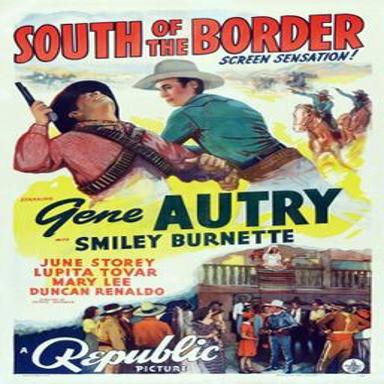 SOUTH OF THE BORDER
SCREEN SENSATION!
STARRING
Gene AUTRY
WITH SMILEY BURNETTE
JUNE STOREY
LUPITA TOVAR
MARY LEE
DUNCAN RENALDO
A Republic
PICTURE